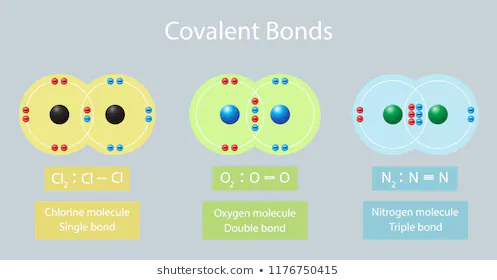 Covalent Bonds
Cl₂ : Cl — Cl
O₂ : O = O
N₂ : N ≡ N
Chlorine molecule
Single bond
Oxygen molecule
Double bond
Nitrogen molecule
Triple bond
shutterstock.com • 1176750415